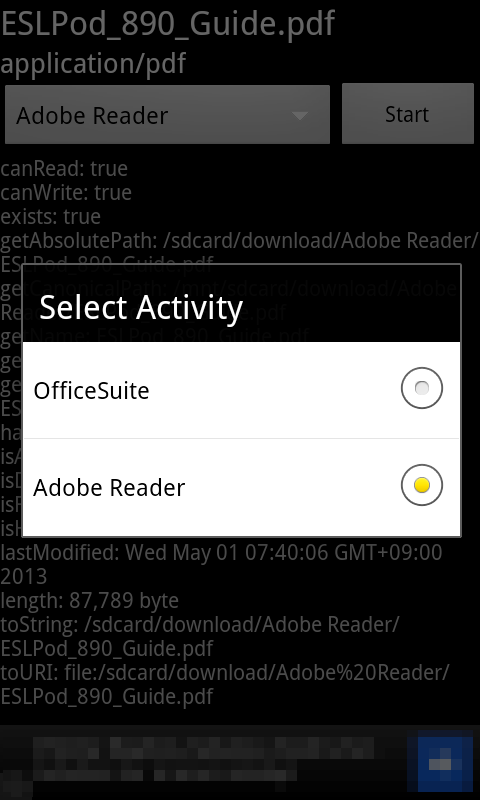 ESLPod_890_Guide.pdf
application/pdf
Adobe Reader
Start
canRead: true
canWrite: true
exists: true
getAbsolutePath: /sdcard/download/Adobe Reader/
ESLPod_890_Guide.pdf
Select Activity
OfficeSuite
Adobe Reader
lastModified: Wed May 01 07:40:06 GMT+09:00
2013
length: 87,789 byte
toString: /sdcard/download/Adobe Reader/
ESLPod_890_Guide.pdf
toURI: file:/sdcard/download/Adobe%20Reader/
ESLPod_890_Guide.pdf